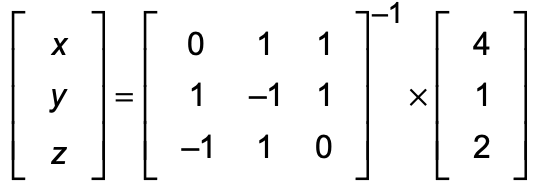 [ x ] = [ 0 1 1 ]⁻¹ × [ 4 ]
[ y ] [ 1 –1 1 ] [ 1 ]
[ z ] [ –1 1 0 ] [ 2 ]